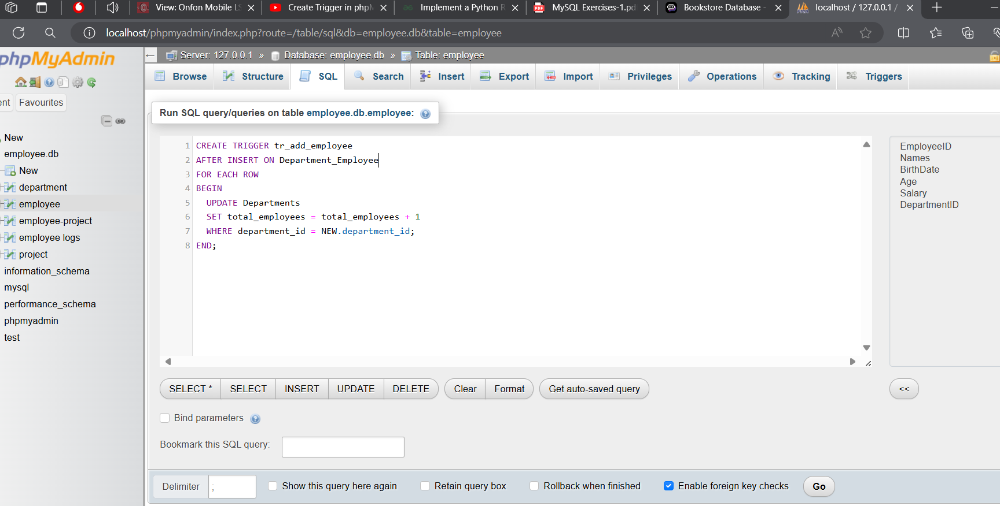 View: Onfon Mobile LS
Create Trigger in phpM
Implement a Python R
PDF
MySQL Exercises-1.pd
Bookstore Database -
localhost / 127.0.0.1 /
localhost/phpmyadmin/index.php?route=/table/sql&db=employee.db&table=employee
phpMyAdmin
Server: 127.0.0.1 » Database: employee.db » Table: employee
Browse
Structure
SQL
Search
Insert
Export
Import
Privileges
Operations
Tracking
Triggers
ent
Favourites
New
employee.db
New
department
employee
employee-project
employee logs
project
information_schema
mysql
performance_schema
phpmyadmin
test
Run SQL query/queries on table employee.db.employee:
1 CREATE TRIGGER tr_add_employee
2 AFTER INSERT ON Department_Employee
3 FOR EACH ROW
4 BEGIN
5 UPDATE Departments
6 SET total_employees = total_employees + 1
7 WHERE department_id = NEW.department_id;
8 END;
EmployeeID
Names
BirthDate
Age
Salary
DepartmentID
SELECT *
SELECT
INSERT
UPDATE
DELETE
Clear
Format
Get auto-saved query
<<
Bind parameters
Bookmark this SQL query:
Delimiter
;
Show this query here again
Retain query box
Rollback when finished
Enable foreign key checks
Go